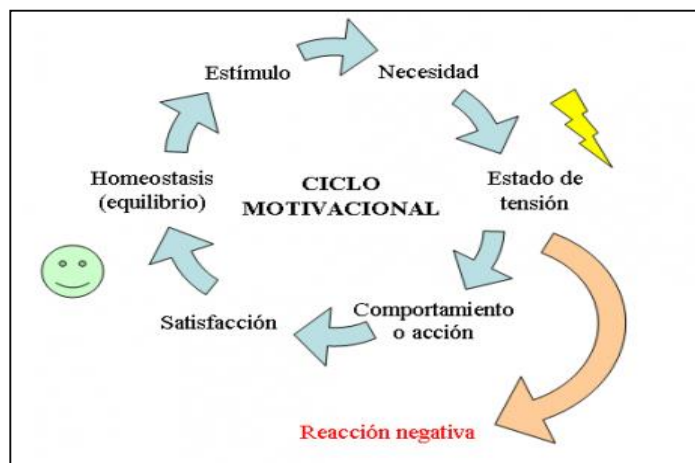 Estímulo
Necesidad
Estado de
tensión
Comportamiento
o acción
Satisfacción
Homeostasis
(equilibrio)
CICLO
MOTIVACIONAL
Reacción negativa